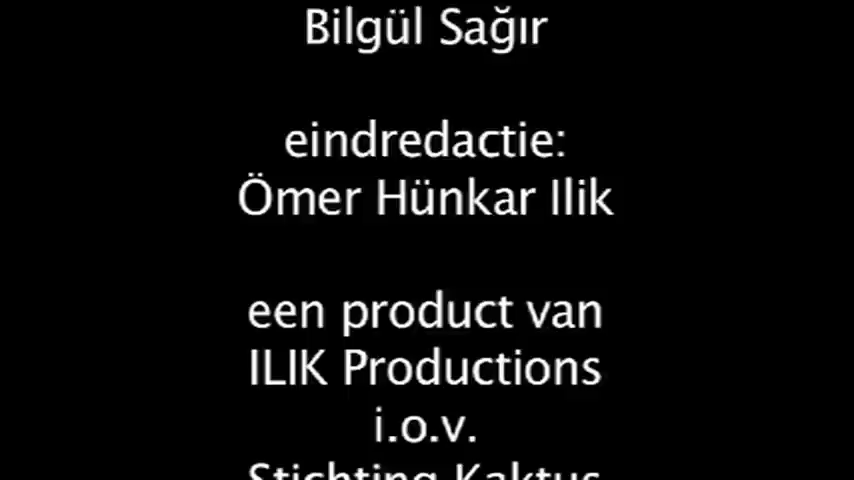 Bilgül Sağır
eindredactie:
Ömer Hünkar Ilik
een product van
ILIK Productions
i.o.v.
Stichting Kaktus